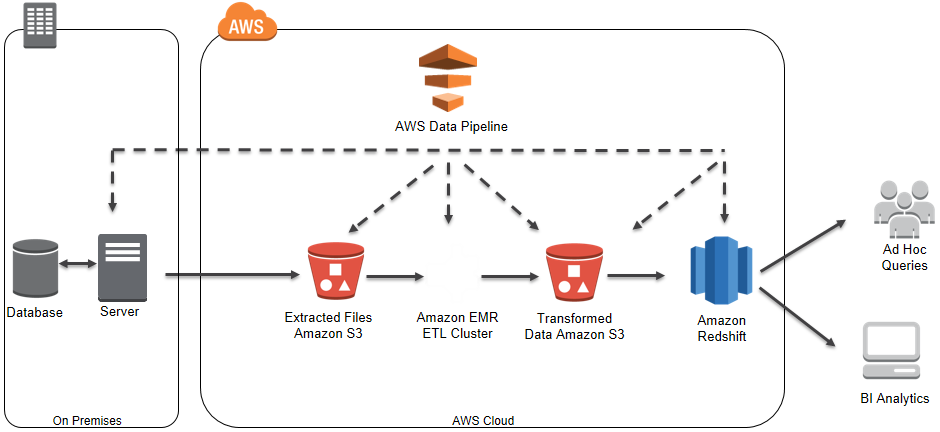 AWS
AWS Data Pipeline
Database
Server
Extracted Files
Amazon S3
Amazon EMR
ETL Cluster
Transformed
Data Amazon S3
Amazon
Redshift
Ad Hoc
Queries
BI Analytics
On Premises
AWS Cloud